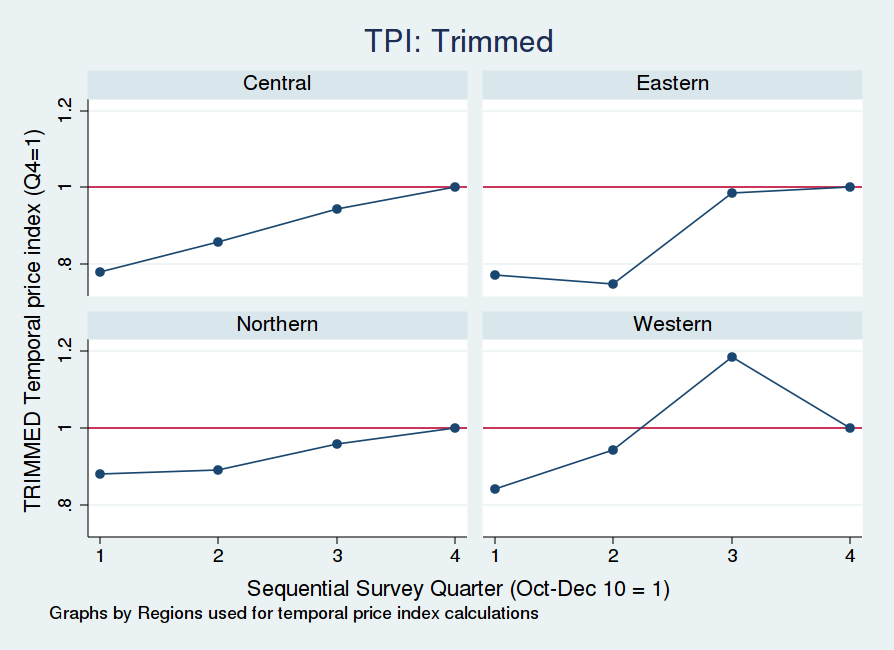 TPI: Trimmed
Central
Eastern
1.2
1
.8
Northern
Western
1.2
1
.8
TRIMMED Temporal price index (Q4=1)
1 2 3 4
1 2 3 4
Sequential Survey Quarter (Oct-Dec 10 = 1)
Graphs by Regions used for temporal price index calculations